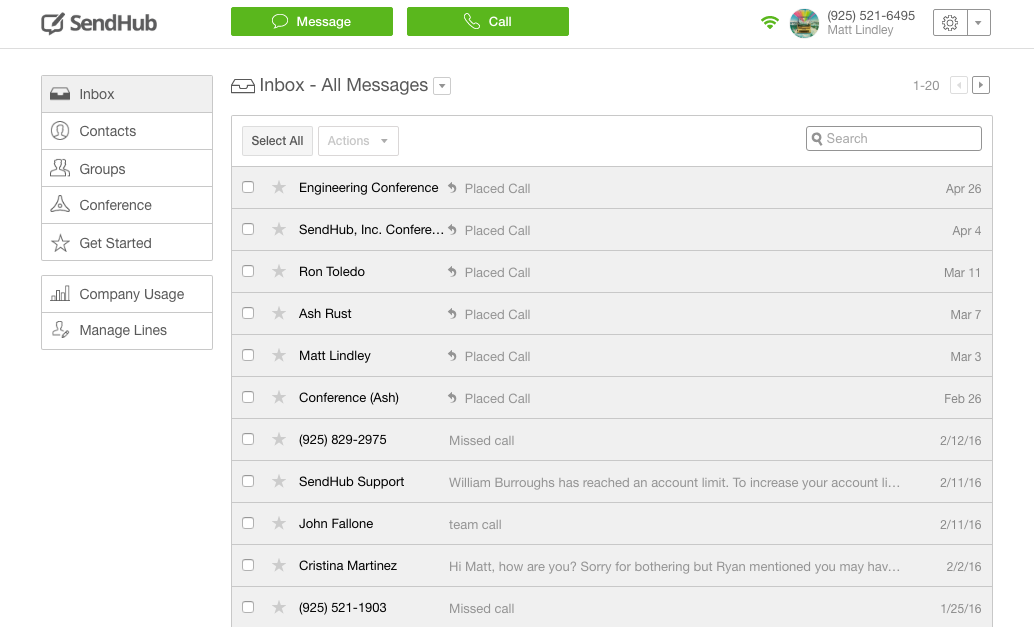 SendHub
Message
Call
(925) 521-6495
Matt Lindley
Inbox
Contacts
Groups
Conference
Get Started
Company Usage
Manage Lines
Inbox - All Messages
1-20
Select All
Actions
Search
Engineering Conference Placed Call Apr 26
SendHub, Inc. Confere… Placed Call Apr 4
Ron Toledo Placed Call Mar 11
Ash Rust Placed Call Mar 7
Matt Lindley Placed Call Mar 3
Conference (Ash) Placed Call Feb 26
(925) 829-2975 Missed call 2/12/16
SendHub Support William Burroughs has reached an account limit. To increase your account li… 2/11/16
John Fallone team call 2/11/16
Cristina Martinez Hi Matt, how are you? Sorry for bothering but Ryan mentioned you may hav… 2/2/16
(925) 521-1903 Missed call 1/25/16